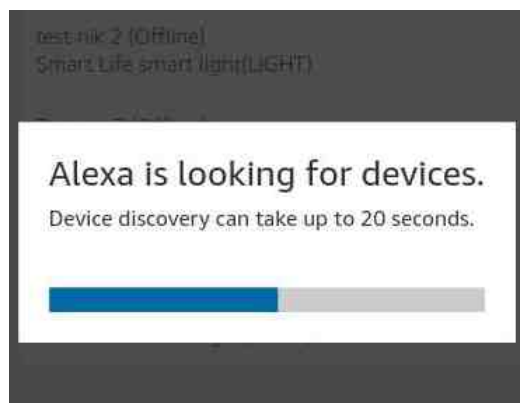 test nik 2 (Offline)
Smart Life smart light(LIGHT)
Alexa is looking for devices.
Device discovery can take up to 20 seconds.